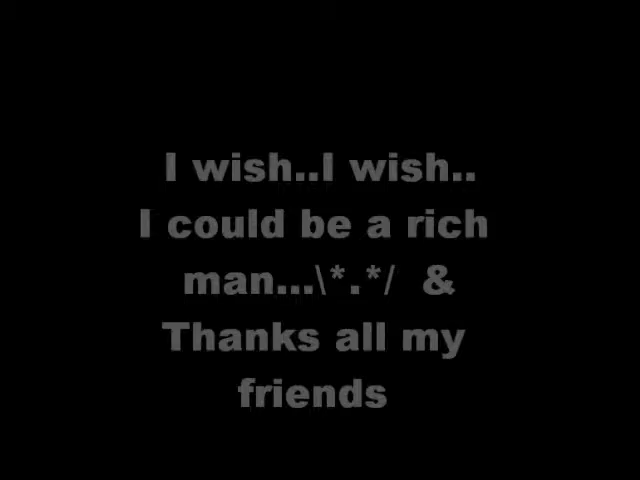 I wish..I wish..
I could be a rich
man...\*.*/  &
Thanks all my
friends